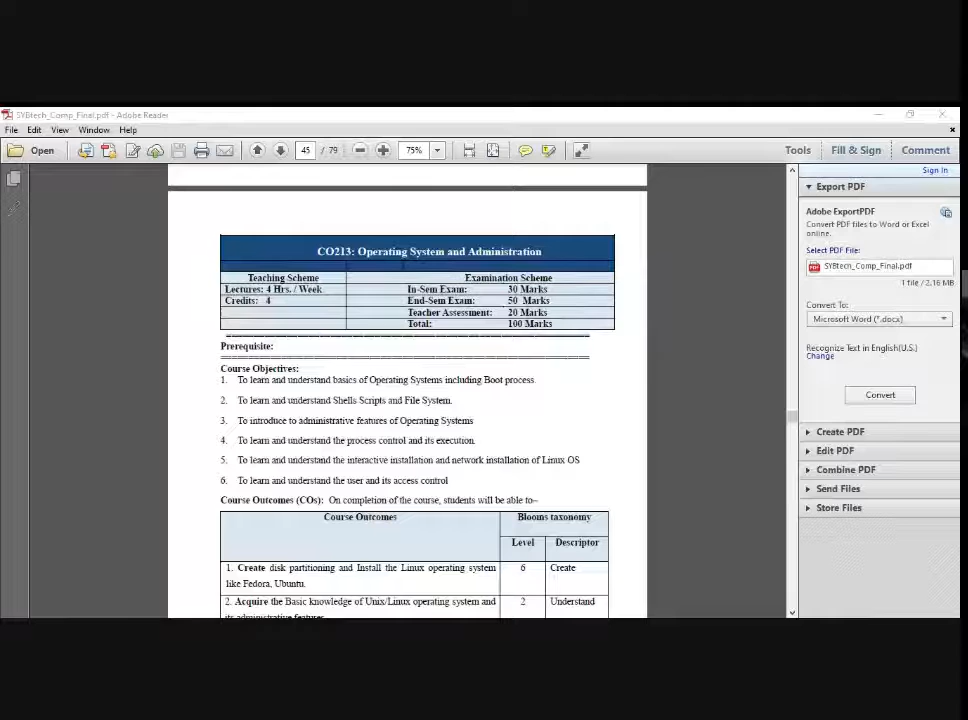 SYBtech_Comp_Final.pdf - Adobe Reader
File Edit View Window Help
Open 45 / 79 75% Tools Fill & Sign Comment
Sign In
Export PDF
Adobe ExportPDF
Convert PDF files to Word or Excel
online.
Select PDF File:
SYBtech_Comp_Final.pdf
1 file / 2.16 MB
Convert To:
Microsoft Word (*.docx)
Recognize Text in English(U.S.)
Change
Convert
Create PDF
Edit PDF
Combine PDF
Send Files
Store Files
CO213: Operating System and Administration
Teaching Scheme Examination Scheme
Lectures: 4 Hrs. / Week In-Sem Exam: 30 Marks
Credits: 4 End-Sem Exam: 50 Marks
Teacher Assessment: 20 Marks
Total: 100 Marks
Prerequisite:
Course Objectives:
1. To learn and understand basics of Operating Systems including Boot process.
2. To learn and understand Shells Scripts and File System.
3. To introduce to administrative features of Operating Systems
4. To learn and understand the process control and its execution.
5. To learn and understand the interactive installation and network installation of Linux OS
6. To learn and understand the user and its access control
Course Outcomes (COs): On completion of the course, students will be able to–
Course Outcomes Blooms taxonomy
Level Descriptor
1. Create disk partitioning and Install the Linux operating system 6 Create
like Fedora, Ubuntu.
2. Acquire the Basic knowledge of Unix/Linux operating system and 2 Understand
its administrative features.